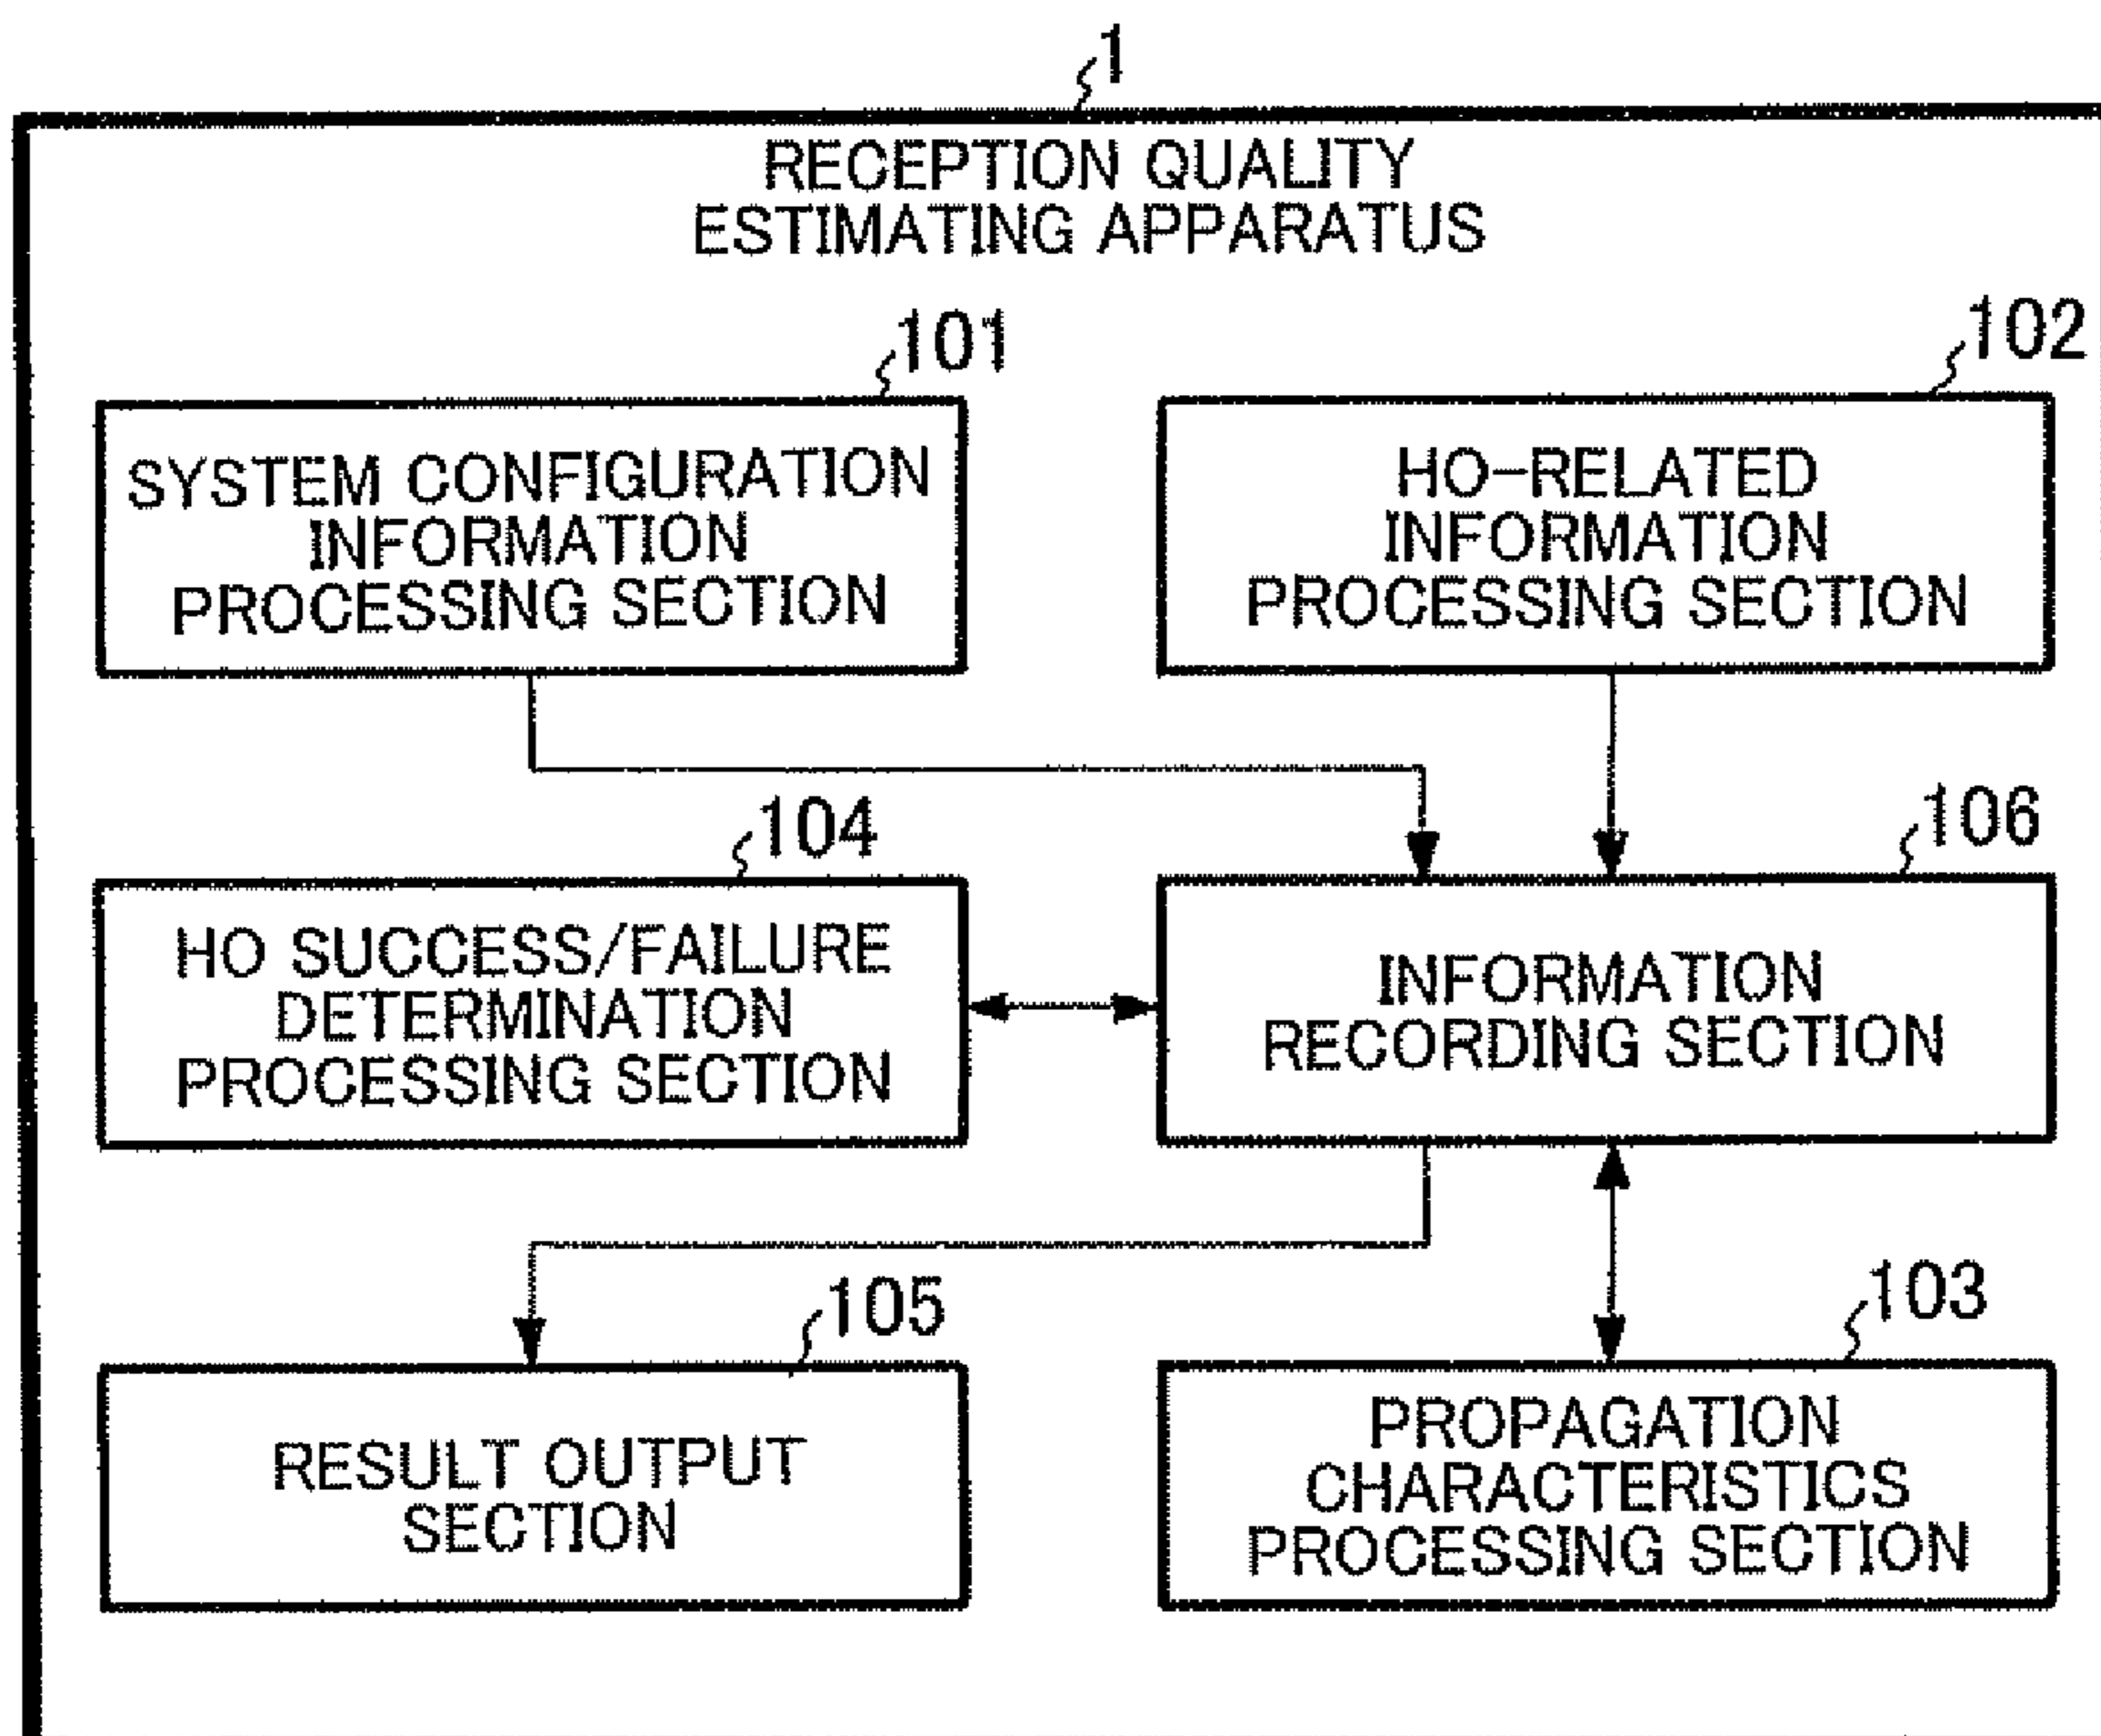 1
RECEPTION QUALITY
ESTIMATING APPARATUS
101
SYSTEM CONFIGURATION
INFORMATION
PROCESSING SECTION
102
HO-RELATED
INFORMATION
PROCESSING SECTION
104
HO SUCCESS/FAILURE
DETERMINATION
PROCESSING SECTION
106
INFORMATION
RECORDING SECTION
105
RESULT OUTPUT
SECTION
103
PROPAGATION
CHARACTERISTICS
PROCESSING SECTION